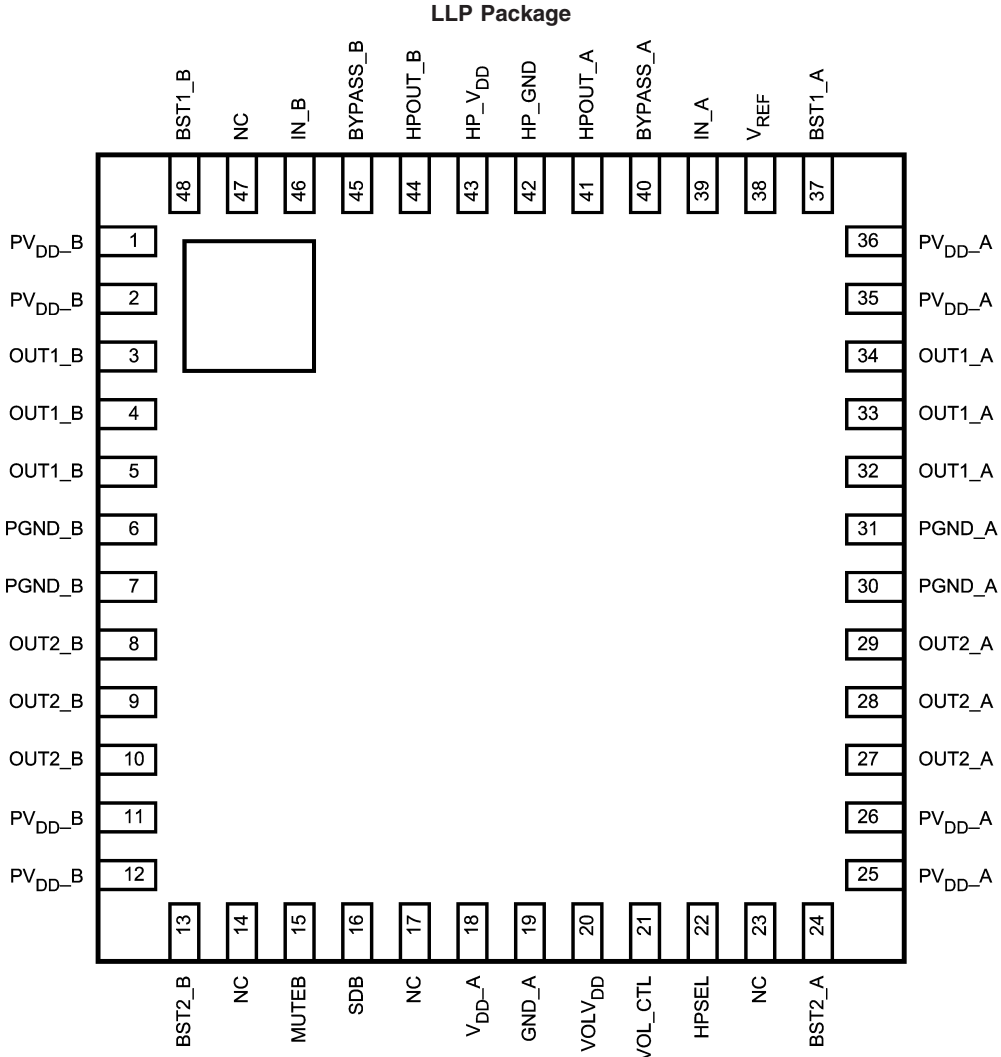 LLP Package
BST1_B
NC
IN_B
BYPASS_B
HPOUT_B
HP_VDD
HP_GND
HPOUT_A
BYPASS_A
IN_A
VREF
BST1_A
48 47 46 45 44 43 42 41 40 39 38 37
PVDD_B 1 36 PVDD_A
PVDD_B 2 35 PVDD_A
OUT1_B 3 34 OUT1_A
OUT1_B 4 33 OUT1_A
OUT1_B 5 32 OUT1_A
PGND_B 6 31 PGND_A
PGND_B 7 30 PGND_A
OUT2_B 8 29 OUT2_A
OUT2_B 9 28 OUT2_A
OUT2_B 10 27 OUT2_A
PVDD_B 11 26 PVDD_A
PVDD_B 12 25 PVDD_A
13 14 15 16 17 18 19 20 21 22 23 24
BST2_B
NC
MUTEB
SDB
NC
VDD_A
GND_A
VOLVDD
VOL_CTL
HPSEL
NC
BST2_A